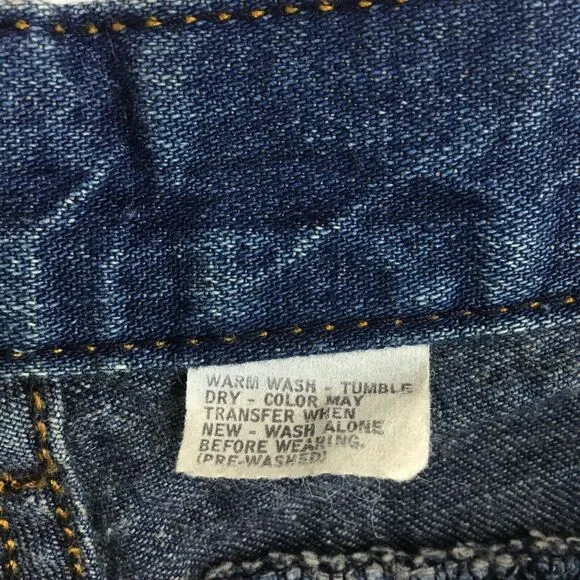 WARM WASH - TUMBLE
DRY - COLOR MAY
TRANSFER WHEN
NEW - WASH ALONE
BEFORE WEARING.
(PRE-WASHED)